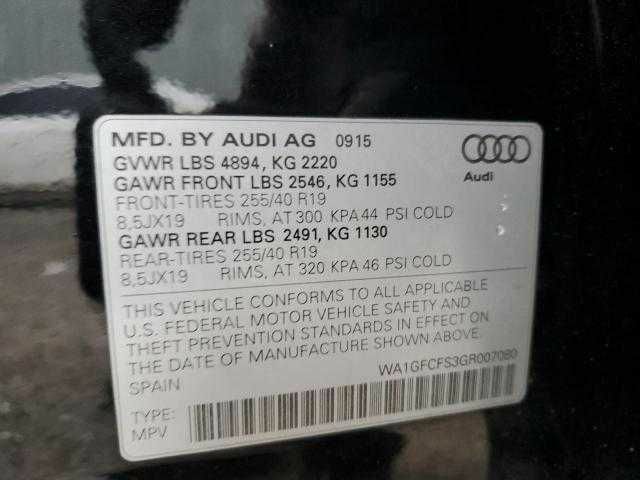 MFD. BY AUDI AG 0915
GVWR LBS 4894, KG 2220
GAWR FRONT LBS 2546, KG 1155
FRONT-TIRES 255/40 R19
8,5JX19 RIMS, AT 300 KPA 44 PSI COLD
GAWR REAR LBS 2491, KG 1130
REAR-TIRES 255/40 R19
8,5JX19 RIMS, AT 320 KPA 46 PSI COLD
Audi
THIS VEHICLE CONFORMS TO ALL APPLICABLE
U.S. FEDERAL MOTOR VEHICLE SAFETY AND
THEFT PREVENTION STANDARDS IN EFFECT ON
THE DATE OF MANUFACTURE SHOWN ABOVE.
SPAIN
WA1GFCFS3GR007080
TYPE:
MPV